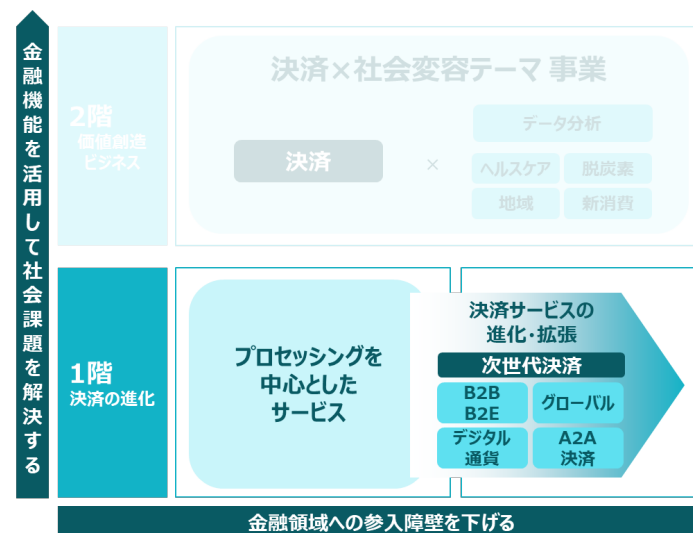 金融機能を活用して社会課題を解決する
2階
価値創造
ビジネス
決済×社会変容テーマ 事業
決済
×
データ分析
ヘルスケア
脱炭素
地域
新消費
1階
決済の進化
プロセッシングを
中心とした
サービス
決済サービスの
進化・拡張
次世代決済
B2B
B2E
グローバル
デジタル
通貨
A2A
決済
金融領域への参入障壁を下げる